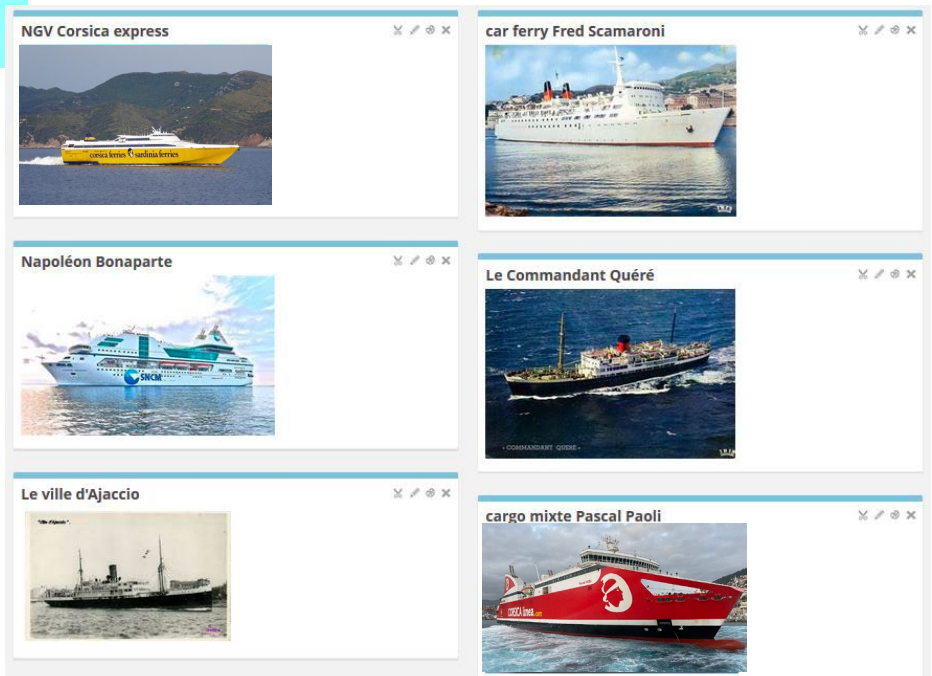 NGV Corsica express
corsica ferries sardinia ferries
Napoléon Bonaparte
SNCM
Le ville d'Ajaccio
"Ville d'Ajaccio".
car ferry Fred Scamaroni
Le Commandant Quéré
- COMMANDANT QUERE -
cargo mixte Pascal Paoli
CORSICA linea.com